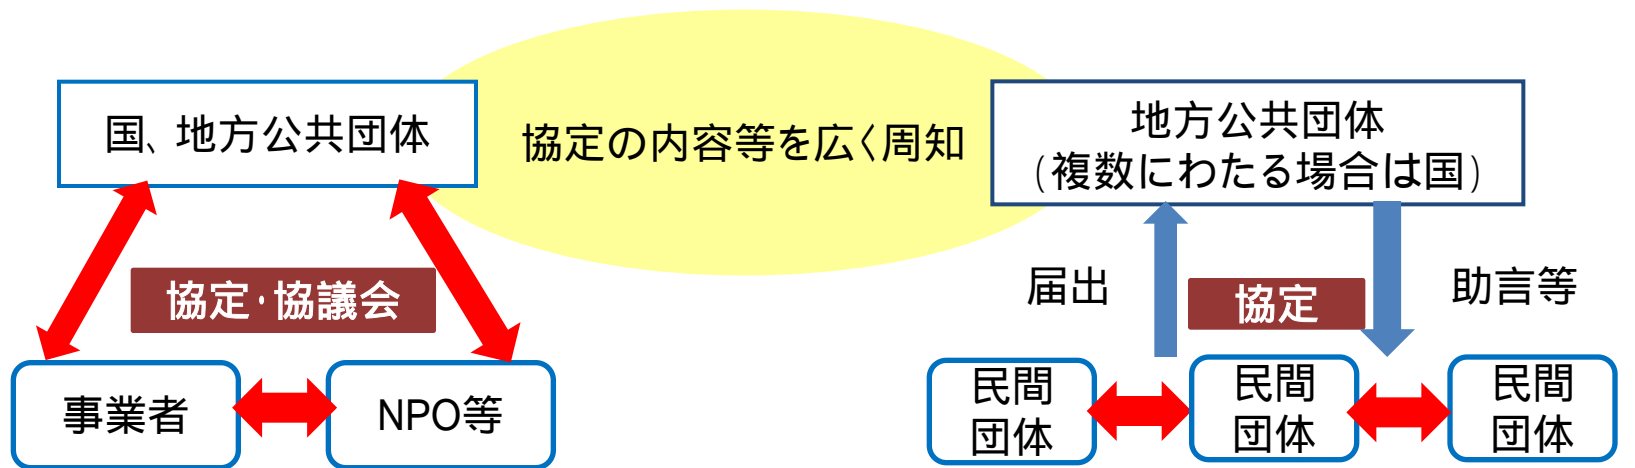 国、地方公共団体
協定の内容等を広く周知
地方公共団体
(複数にわたる場合は国)
協定・協議会
届出
協定
助言等
事業者
NPO等
民間
団体
民間
団体
民間
団体